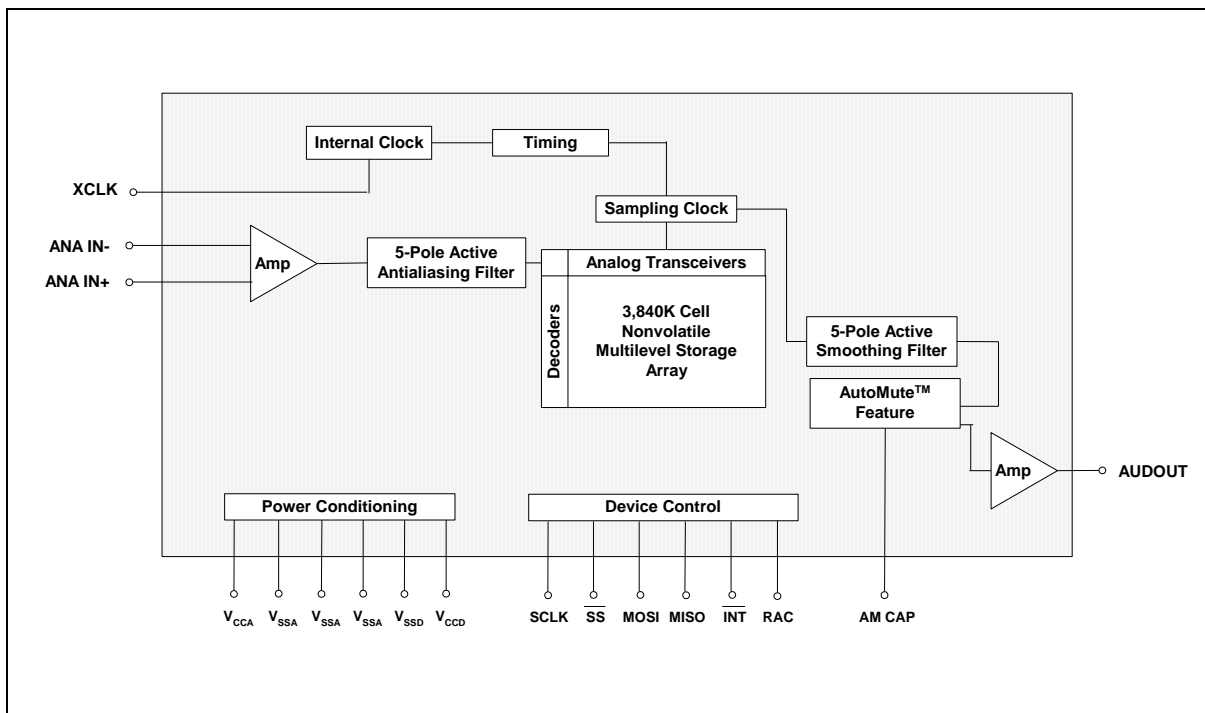 Internal Clock
Timing
XCLK
Sampling Clock
ANA IN-
ANA IN+
Amp
5-Pole Active
Antialiasing Filter
Analog Transceivers
Decoders
3,840K Cell
Nonvolatile
Multilevel Storage
Array
5-Pole Active
Smoothing Filter
AutoMute™
Feature
Amp
AUDOUT
Power Conditioning
Device Control
VCCA VSSA VSSA VSSA VSSD VCCD
SCLK S̅S̅ MOSI MISO I̅N̅T̅ RAC
AM CAP